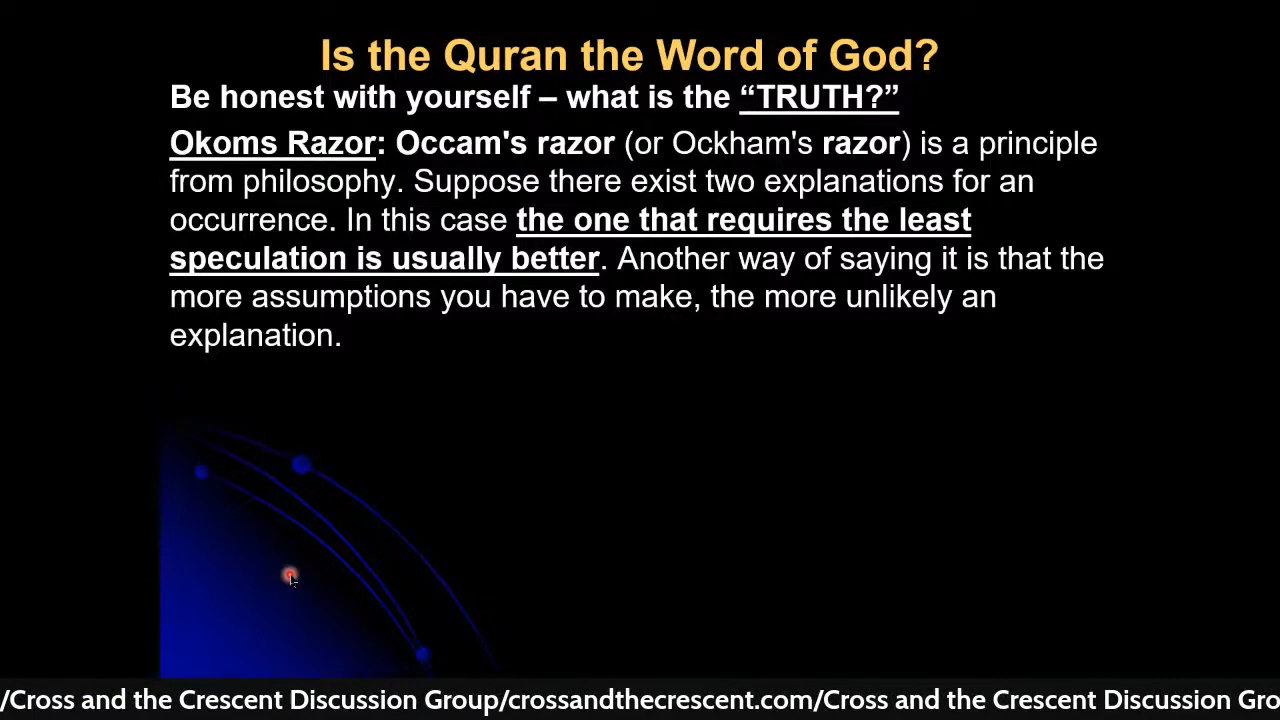 Is the Quran the Word of God?
Be honest with yourself – what is the “TRUTH?”
Okoms Razor: Occam's razor (or Ockham's razor) is a principle
from philosophy. Suppose there exist two explanations for an
occurrence. In this case the one that requires the least
speculation is usually better. Another way of saying it is that the
more assumptions you have to make, the more unlikely an
explanation.
/Cross and the Crescent Discussion Group/crossandthecrescent.com/Cross and the Crescent Discussion Gro